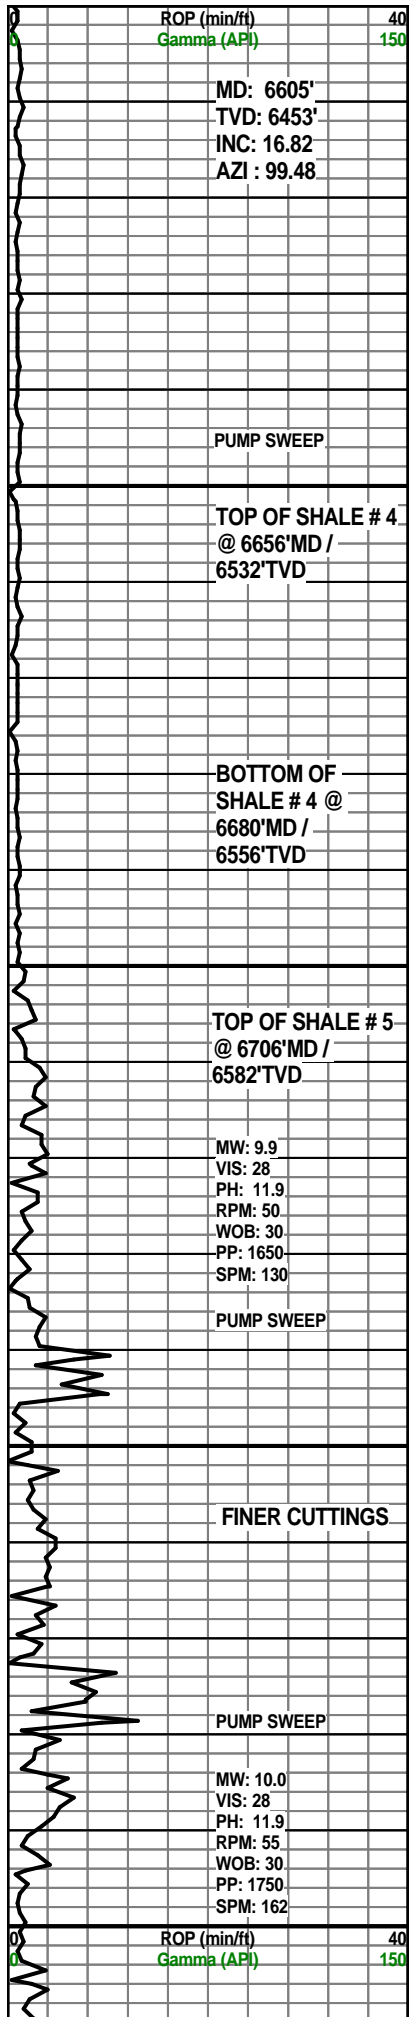 0 ROP (min/ft) 40
0 Gamma (API) 150
MD: 6605'
TVD: 6453'
INC: 16.82
AZI : 99.48
PUMP SWEEP
TOP OF SHALE # 4
@ 6656'MD /
6532'TVD
BOTTOM OF
SHALE # 4 @
6680'MD /
6556'TVD
TOP OF SHALE # 5
@ 6706'MD /
6582'TVD
MW: 9.9
VIS: 28
PH: 11.9
RPM: 50
WOB: 30
PP: 1650
SPM: 130
PUMP SWEEP
FINER CUTTINGS
PUMP SWEEP
MW: 10.0
VIS: 28
PH: 11.9
RPM: 55
WOB: 30
PP: 1750
SPM: 162
0 ROP (min/ft) 40
0 Gamma (API) 150